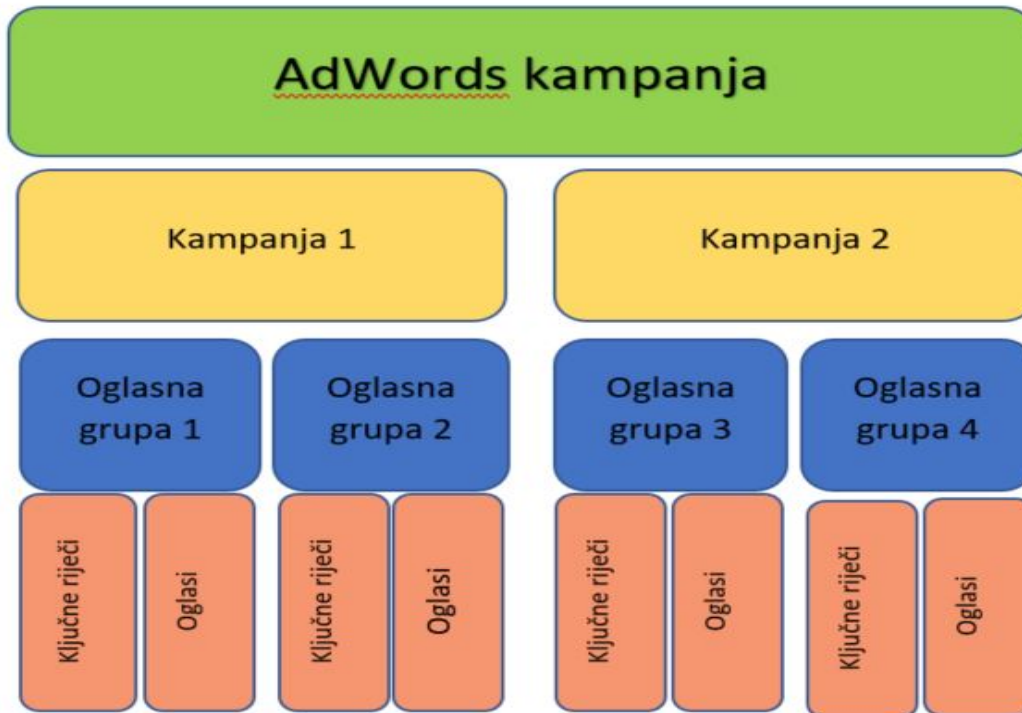 AdWords kampanja
Kampanja 1
Kampanja 2
Oglasna
grupa 1
Oglasna
grupa 2
Oglasna
grupa 3
Oglasna
grupa 4
Ključne riječi
Oglasi
Ključne riječi
Oglasi
Ključne riječi
Oglasi
Ključne riječi
Oglasi